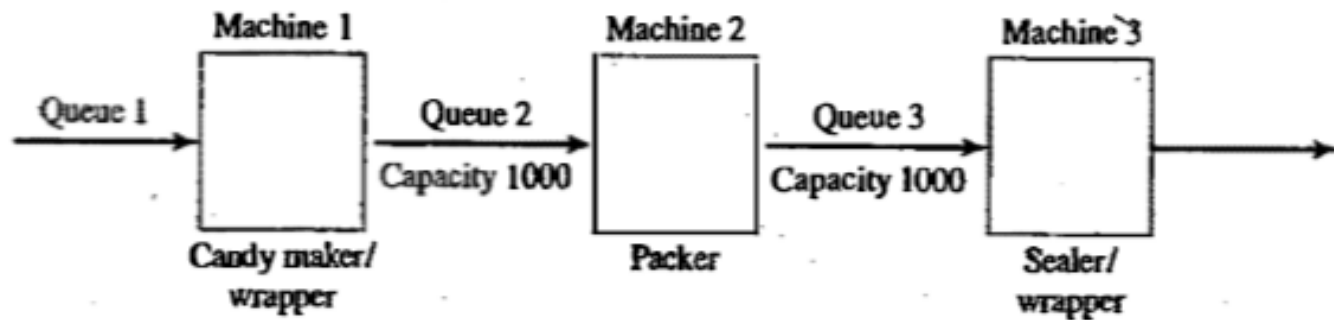 Machine 1
Machine 2
Machine 3
Queue 1
Queue 2
Queue 3
Capacity 1000
Capacity 1000
Candy maker/
wrapper
Packer
Sealer/
wrapper